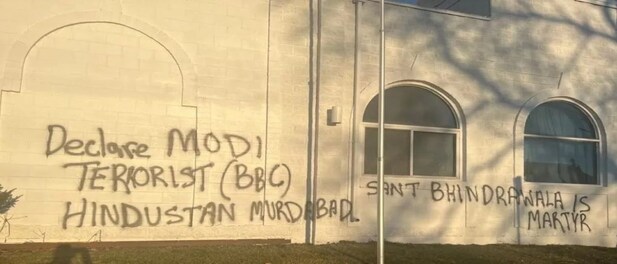 Declare MODI
TERRORIST (BBC)
HINDUSTAN MURDABAD.
SANT BHINDRAWALA IS
MARTYR